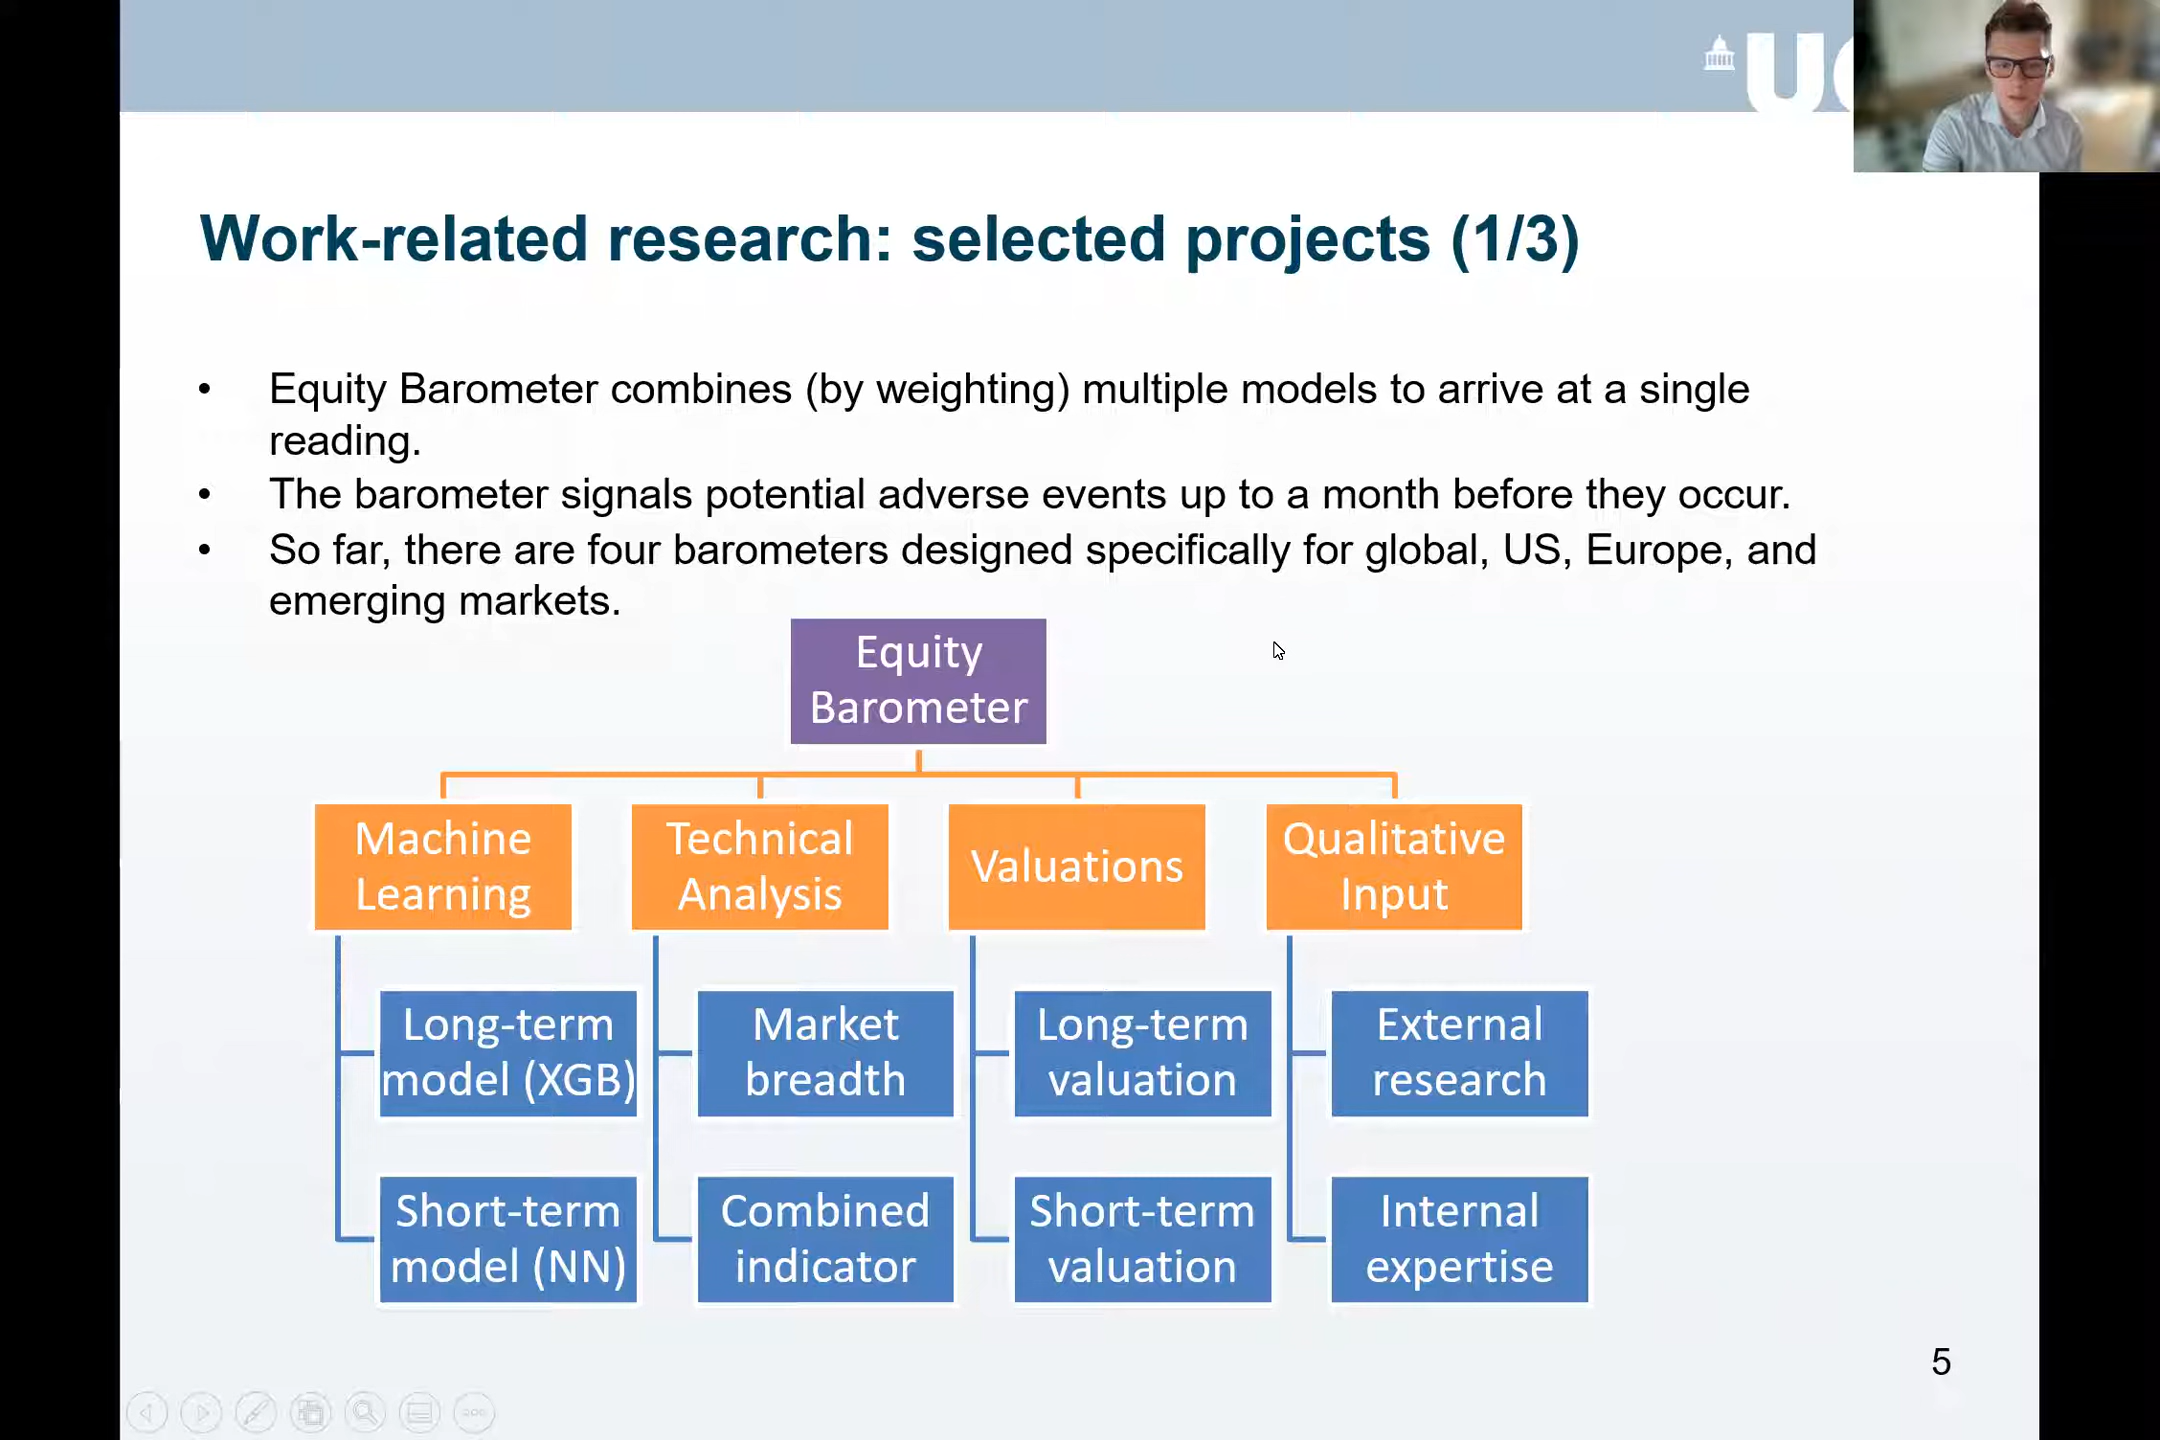 Work-related research: selected projects (1/3)
• Equity Barometer combines (by weighting) multiple models to arrive at a single
reading.
• The barometer signals potential adverse events up to a month before they occur.
• So far, there are four barometers designed specifically for global, US, Europe, and
emerging markets.
Equity
Barometer
Machine
Learning
Technical
Analysis
Valuations
Qualitative
Input
Long-term
model (XGB)
Market
breadth
Long-term
valuation
External
research
Short-term
model (NN)
Combined
indicator
Short-term
valuation
Internal
expertise
5